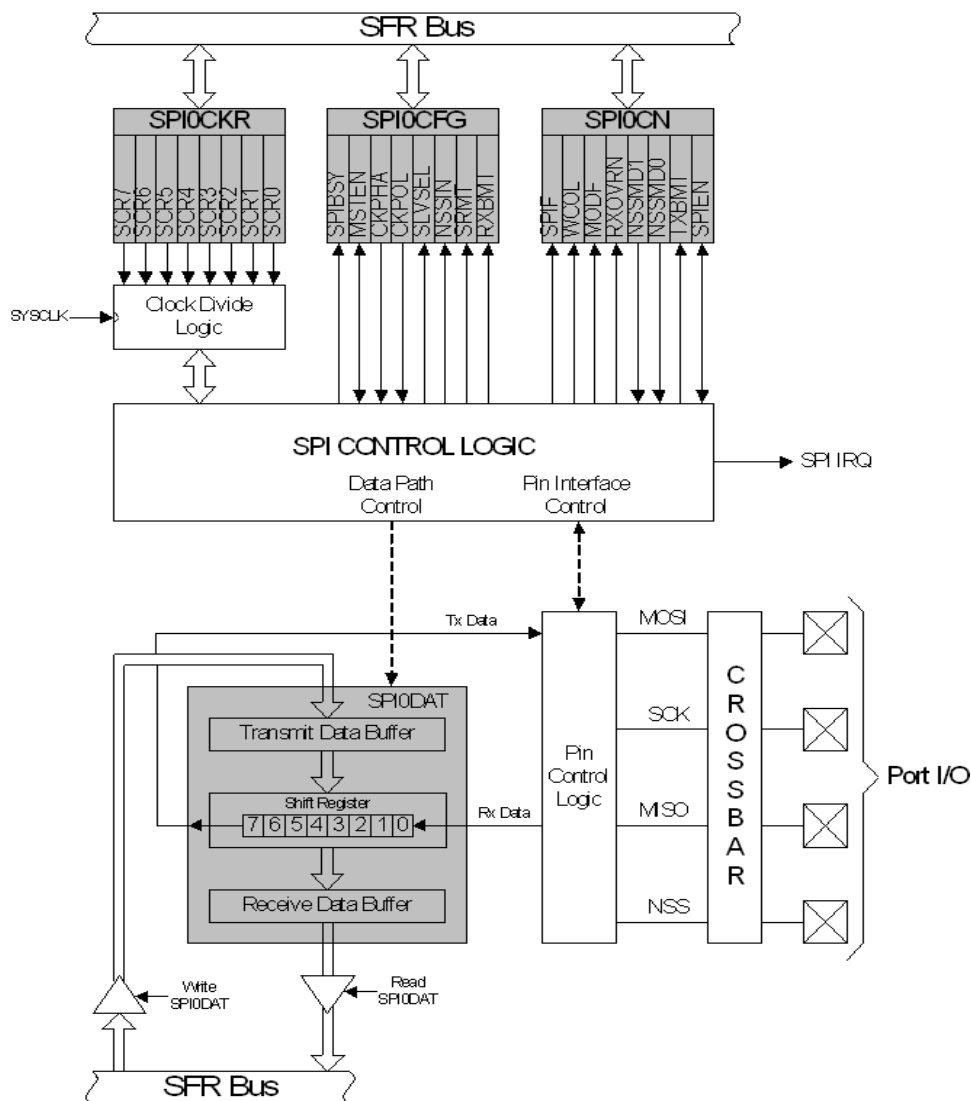 SFR Bus
SPI0CKR
SCR7
SCR6
SCR5
SCR4
SCR3
SCR2
SCR1
SCR0
SPI0CFG
SPIBSY
MSTEN
CKPHA
CKPOL
SLVSEL
NSSIN
SRMT
RXBMT
SPI0CN
SPIF
WCOL
MODF
RXOVRN
NSSMD1
NSSMD0
TXBMT
SPIEN
SYSCLK
Clock Divide
Logic
SPI CONTROL LOGIC
Data Path
Control
Pin Interface
Control
SPI IRQ
Tx Data
SPI0DAT
Transmit Data Buffer
Shift Register
7 6 5 4 3 2 1 0
Rx Data
Receive Data Buffer
Pin
Control
Logic
MOSI
SCK
MISO
NSS
CROSSBAR
Port I/O
Write
SPI0DAT
Read
SPI0DAT
SFR Bus